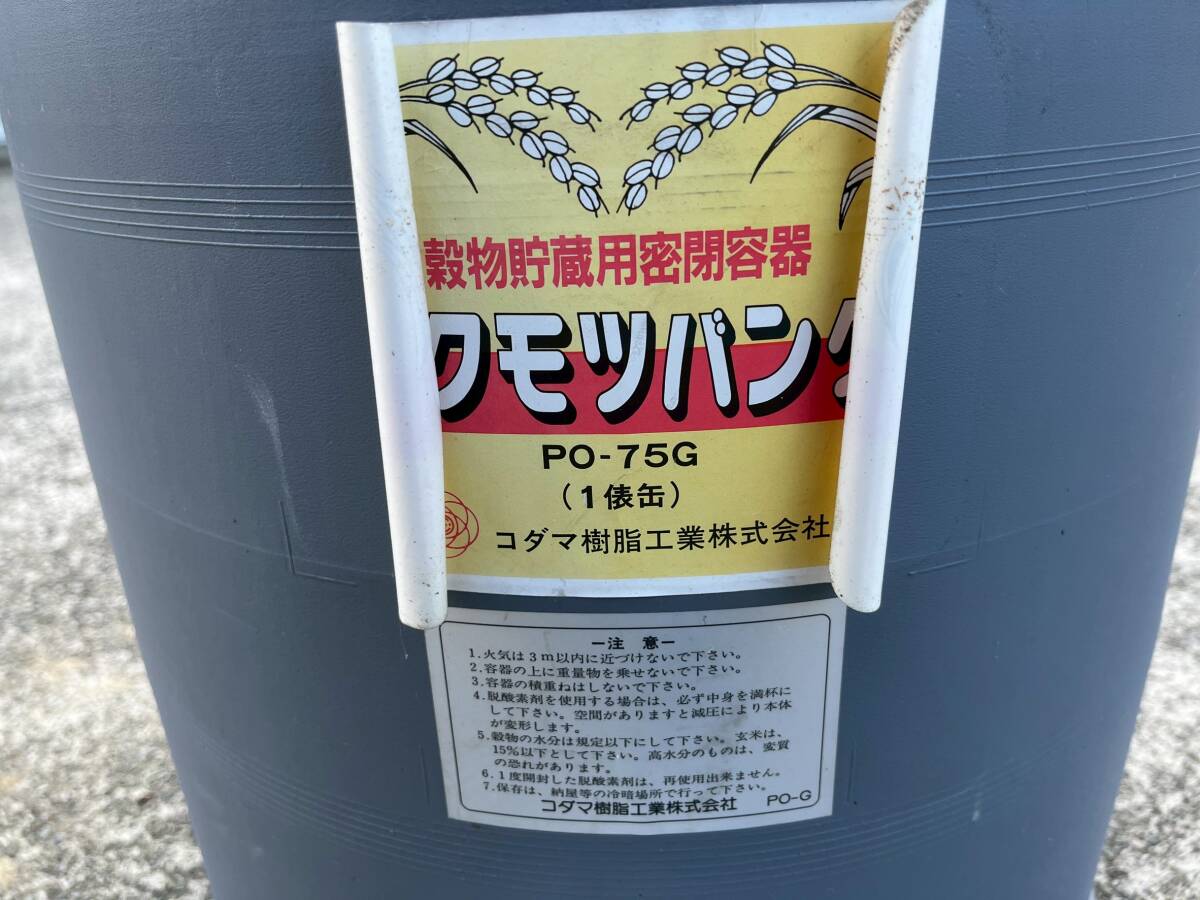 穀物貯蔵用密閉容器
クモツバンク
PO-75G
(1俵缶)
コダマ樹脂工業株式会社
−注 意−
1.火気は3m以内に近づけないで下さい。
2.容器の上に重量物を乗せないで下さい。
3.容器の積重ねはしないで下さい。
4.脱酸素剤を使用する場合は、必ず中身を満杯に
して下さい。空間がありますと減圧により本体
が変形します。
5.穀物の水分は規定以下にして下さい。玄米は、
15%以下として下さい。高水分のものは、変質
の恐れがあります。
6.1度開封した脱酸素剤は、再使用出来ません。
7.保存は、納屋等の冷暗場所で行って下さい。
コダマ樹脂工業株式会社 PO-G